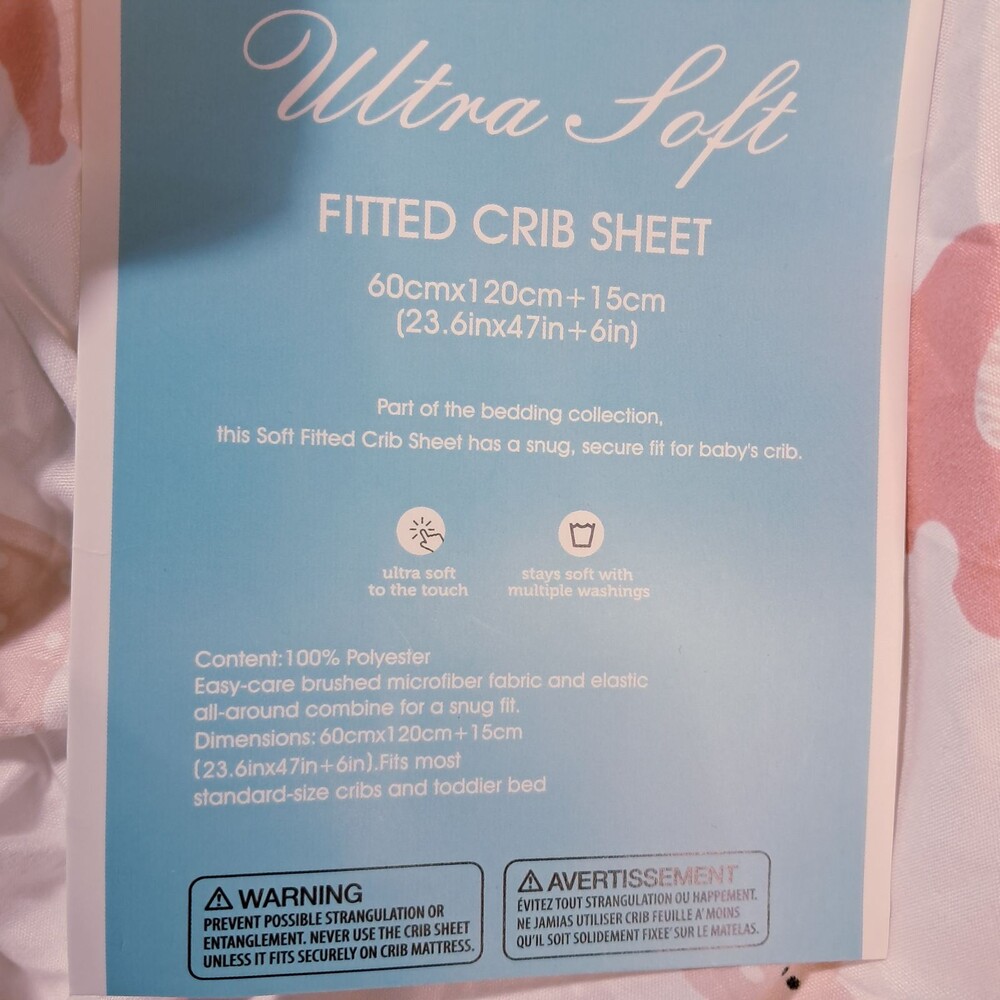 Ultra Soft
FITTED CRIB SHEET
60cmx120cm+15cm
(23.6inx47in+6in)
Part of the bedding collection,
this Soft Fitted Crib Sheet has a snug, secure fit for baby's crib.
ultra soft
to the touch
stays soft with
multiple washings
Content:100% Polyester
Easy-care brushed microfiber fabric and elastic
all-around combine for a snug fit.
Dimensions:60cmx120cm+15cm
(23.6inx47in+6in).Fits most
standard-size cribs and toddier bed
WARNING
PREVENT POSSIBLE STRANGULATION OR
ENTANGLEMENT. NEVER USE THE CRIB SHEET
UNLESS IT FITS SECURELY ON CRIB MATTRESS.
AVERTISSEMENT
ÉVITEZ TOUT STRANGULATION OU HAPPEMENT.
NE JAMIAS UTILISER CRIB FEUILLE A' MOINS
QU'IL SOIT SOLIDEMENT FIXEE' SUR LE MATELAS.